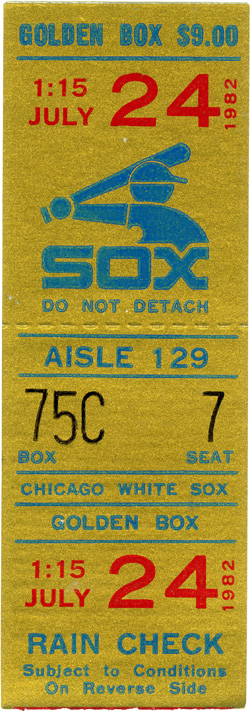 GOLDEN BOX $9.00
1:15 JULY 24 1982
SOX
DO NOT DETACH
AISLE 129
75C 7
BOX SEAT
CHICAGO WHITE SOX
GOLDEN BOX
1:15 JULY 24 1982
RAIN CHECK
Subject to Conditions
On Reverse Side